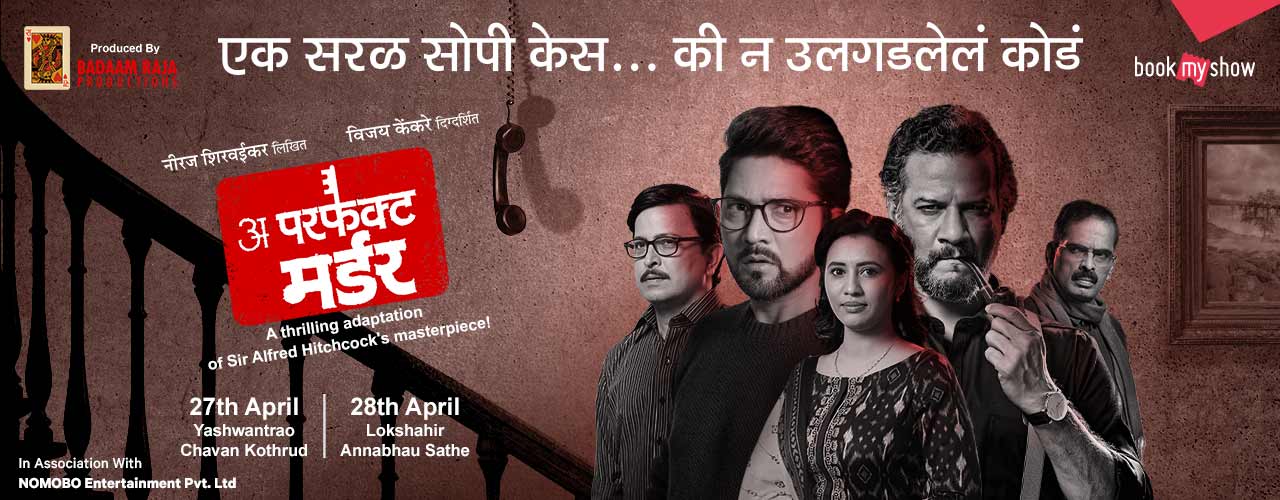 Produced By
BADAAM RAJA
PRODUCTIONS
एक सरळ सोपी केस... की न उलगडलेलं कोडं
book my show
नीरज शिरवईकर लिखित
विजय केंकरे दिग्दर्शित
अ परफेक्ट
मर्डर
A thrilling adaptation
of Sir Alfred Hitchcock's masterpiece!
27th April
Yashwantrao
Chavan Kothrud
28th April
Lokshahir
Annabhau Sathe
In Association With
NOMOBO Entertainment Pvt. Ltd